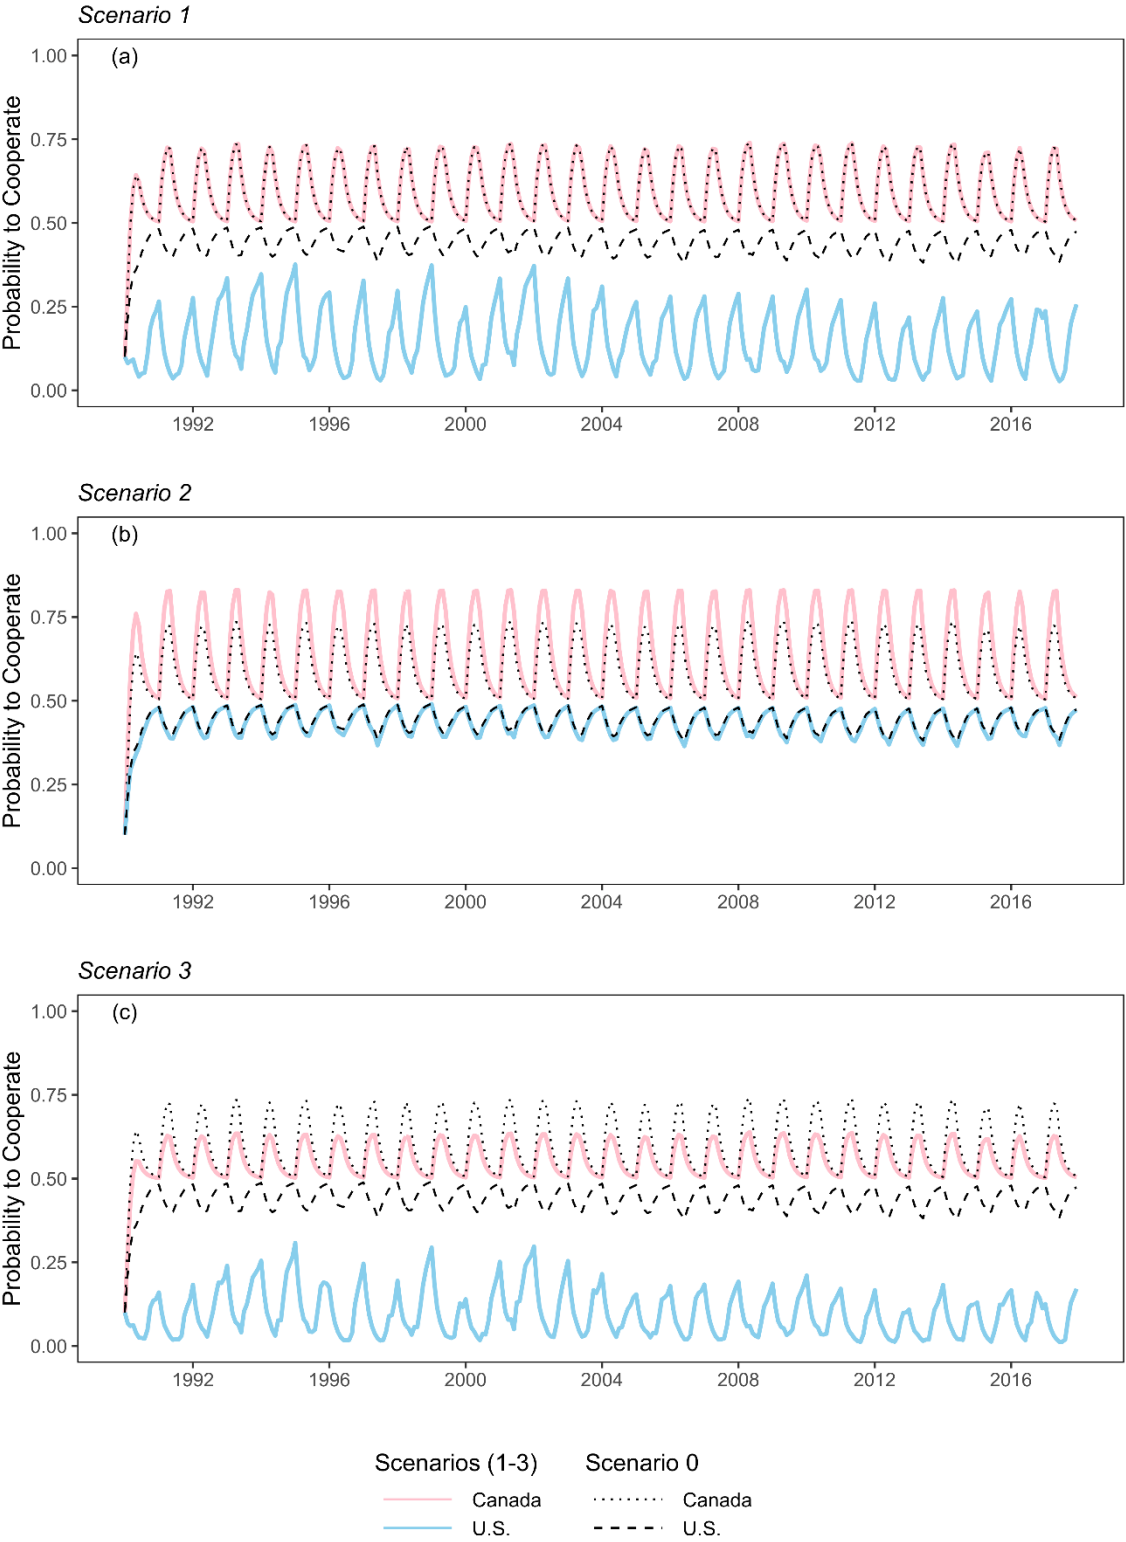 Scenario 1
(a)
1.00
0.75
0.50
0.25
0.00
Probability to Cooperate
1992 1996 2000 2004 2008 2012 2016
Scenario 2
(b)
1.00
0.75
0.50
0.25
0.00
Probability to Cooperate
1992 1996 2000 2004 2008 2012 2016
Scenario 3
(c)
1.00
0.75
0.50
0.25
0.00
Probability to Cooperate
1992 1996 2000 2004 2008 2012 2016
Scenarios (1-3) Scenario 0
Canada Canada
U.S. U.S.